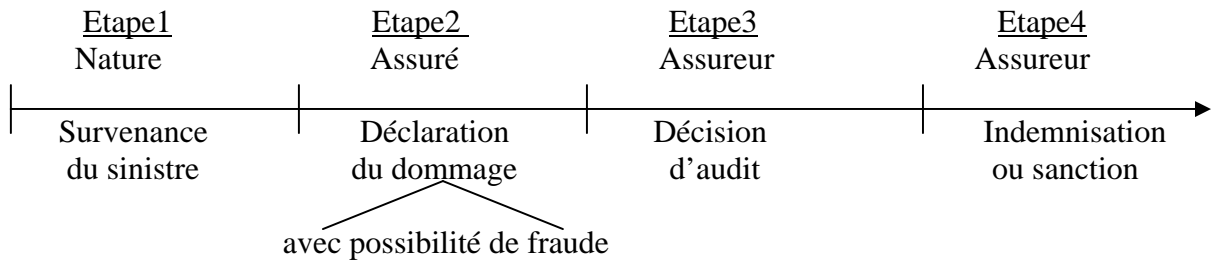 Etape1 Etape2 Etape3 Etape4
Nature Assuré Assureur Assureur
Survenance Déclaration Décision Indemnisation
du sinistre du dommage d'audit ou sanction
avec possibilité de fraude